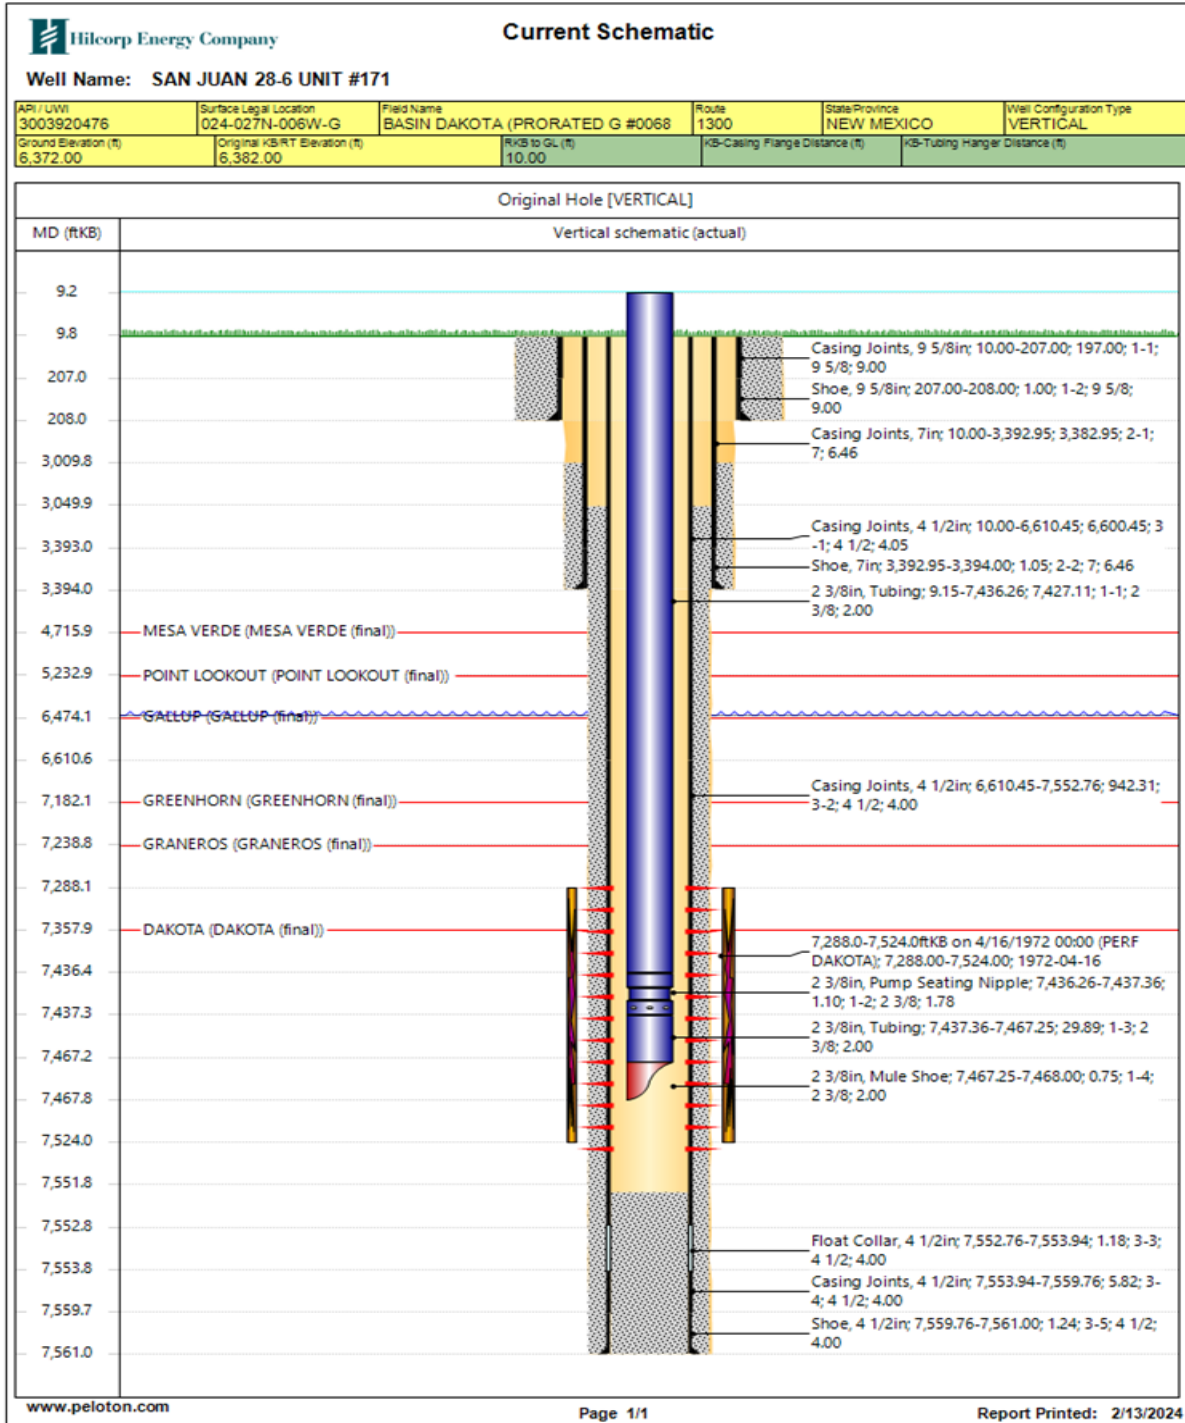 Hilcorp Energy Company
Current Schematic
Well Name: SAN JUAN 28-6 UNIT #171
API / UWI
3003920476
Surface Legal Location
024-027N-006W-G
Field Name
BASIN DAKOTA (PRORATED G #0068
Route
1300
State/Province
NEW MEXICO
Well Configuration Type
VERTICAL
Ground Elevation (ft)
6,372.00
Original KB/RT Elevation (ft)
6,382.00
RKB to GL (ft)
10.00
KB-Casing Flange Distance (ft)
KB-Tubing Hanger Distance (ft)
Original Hole [VERTICAL]
MD (ftKB)
Vertical schematic (actual)
9.2
9.8
Casing Joints, 9 5/8in; 10.00-207.00; 197.00; 1-1;
9 5/8; 9.00
207.0
Shoe, 9 5/8in; 207.00-208.00; 1.00; 1-2; 9 5/8;
9.00
208.0
Casing Joints, 7in; 10.00-3,392.95; 3,382.95; 2-1;
7; 6.46
3,009.8
3,049.9
Casing Joints, 4 1/2in; 10.00-6,610.45; 6,600.45; 3
-1; 4 1/2; 4.05
3,393.0
Shoe, 7in; 3,392.95-3,394.00; 1.05; 2-2; 7; 6.46
3,394.0
2 3/8in, Tubing; 9.15-7,436.26; 7,427.11; 1-1; 2
3/8; 2.00
4,715.9
MESA VERDE (MESA VERDE (final))
5,232.9
POINT LOOKOUT (POINT LOOKOUT (final))
6,474.1
GALLUP (GALLUP (final))
6,610.6
Casing Joints, 4 1/2in; 6,610.45-7,552.76; 942.31;
3-2; 4 1/2; 4.00
7,182.1
GREENHORN (GREENHORN (final))
7,238.8
GRANEROS (GRANEROS (final))
7,288.1
7,357.9
DAKOTA (DAKOTA (final))
7,288.0-7,524.0ftKB on 4/16/1972 00:00 (PERF
DAKOTA); 7,288.00-7,524.00; 1972-04-16
7,436.4
2 3/8in, Pump Seating Nipple; 7,436.26-7,437.36;
1.10; 1-2; 2 3/8; 1.78
7,437.3
2 3/8in, Tubing; 7,437.36-7,467.25; 29.89; 1-3; 2
3/8; 2.00
7,467.2
2 3/8in, Mule Shoe; 7,467.25-7,468.00; 0.75; 1-4;
2 3/8; 2.00
7,467.8
7,524.0
7,551.8
7,552.8
Float Collar, 4 1/2in; 7,552.76-7,553.94; 1.18; 3-3;
4 1/2; 4.00
7,553.8
Casing Joints, 4 1/2in; 7,553.94-7,559.76; 5.82; 3-
4; 4 1/2; 4.00
7,559.7
Shoe, 4 1/2in; 7,559.76-7,561.00; 1.24; 3-5; 4 1/2;
4.00
7,561.0
www.peloton.com
Page 1/1
Report Printed: 2/13/2024